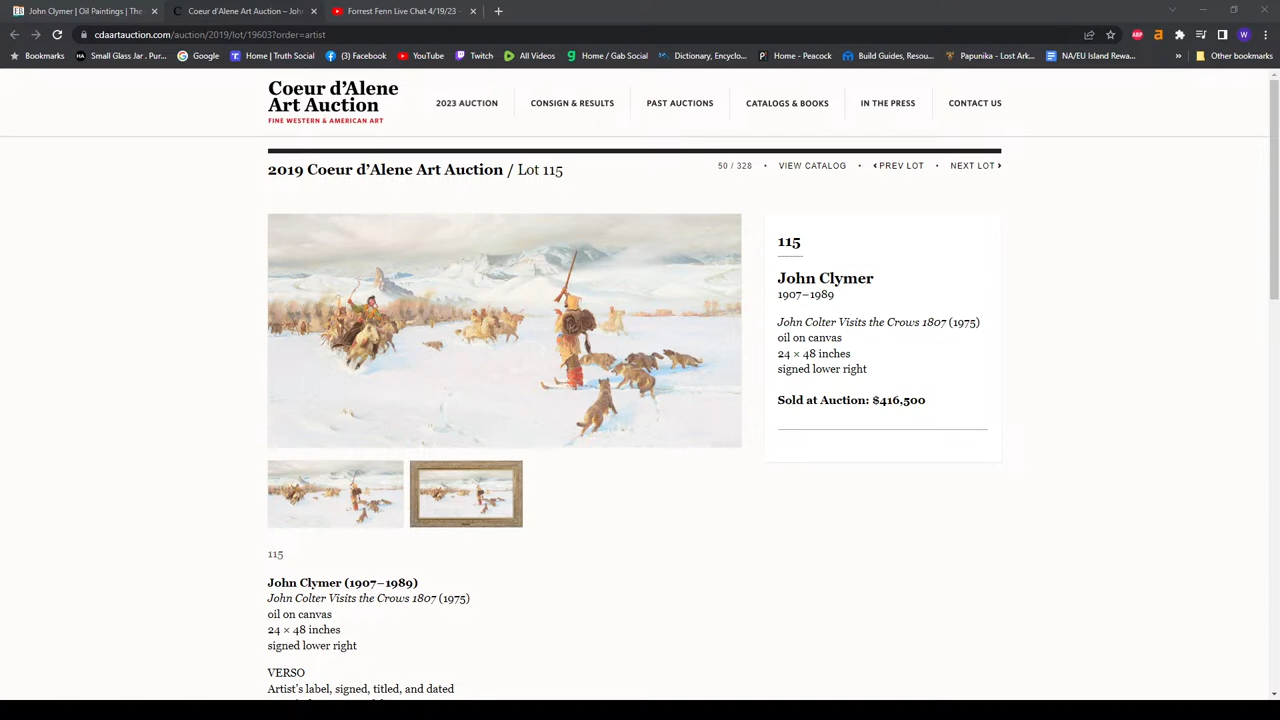 John Clymer | Oil Paintings | The
Coeur d'Alene Art Auction – Joh
Forrest Fenn Live Chat 4/19/23 -
cdaartauction.com/auction/2019/lot/19603?order=artist
ABP
a
W
Bookmarks
Small Glass Jar . Pur...
Google
Home | Truth Social
(3) Facebook
YouTube
Twitch
All Videos
Home / Gab Social
Dictionary, Encyclo...
Home - Peacock
Build Guides, Resou...
Papunika - Lost Ark...
NA/EU Island Rewa...
»
Other bookmarks
Coeur d'Alene
Art Auction
FINE WESTERN & AMERICAN ART
2023 AUCTION
CONSIGN & RESULTS
PAST AUCTIONS
CATALOGS & BOOKS
IN THE PRESS
CONTACT US
2019 Coeur d'Alene Art Auction / Lot 115
50 / 328 • VIEW CATALOG • PREV LOT • NEXT LOT
115
John Clymer
1907–1989
John Colter Visits the Crows 1807 (1975)
oil on canvas
24 × 48 inches
signed lower right
Sold at Auction: $416,500
115
John Clymer (1907–1989)
John Colter Visits the Crows 1807 (1975)
oil on canvas
24 × 48 inches
signed lower right
VERSO
Artist's label, signed, titled, and dated